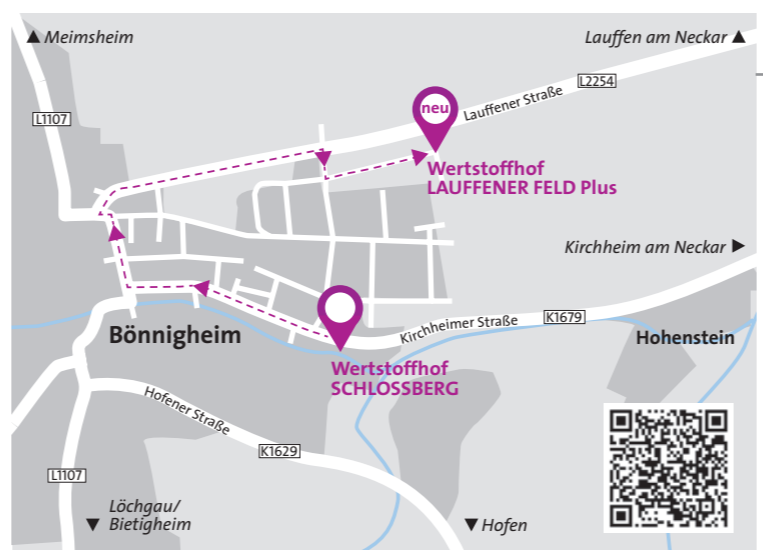 Meimsheim
Lauffen am Neckar
L2254
Lauffener Straße
neu
L1107
Wertstoffhof
LAUFFENER FELD Plus
Kirchheim am Neckar
K1679
Kirchheimer Straße
Bönnigheim
Hohenstein
Wertstoffhof
SCHLOSSBERG
Hofener Straße
K1629
L1107
Löchgau/
Bietigheim
Hofen